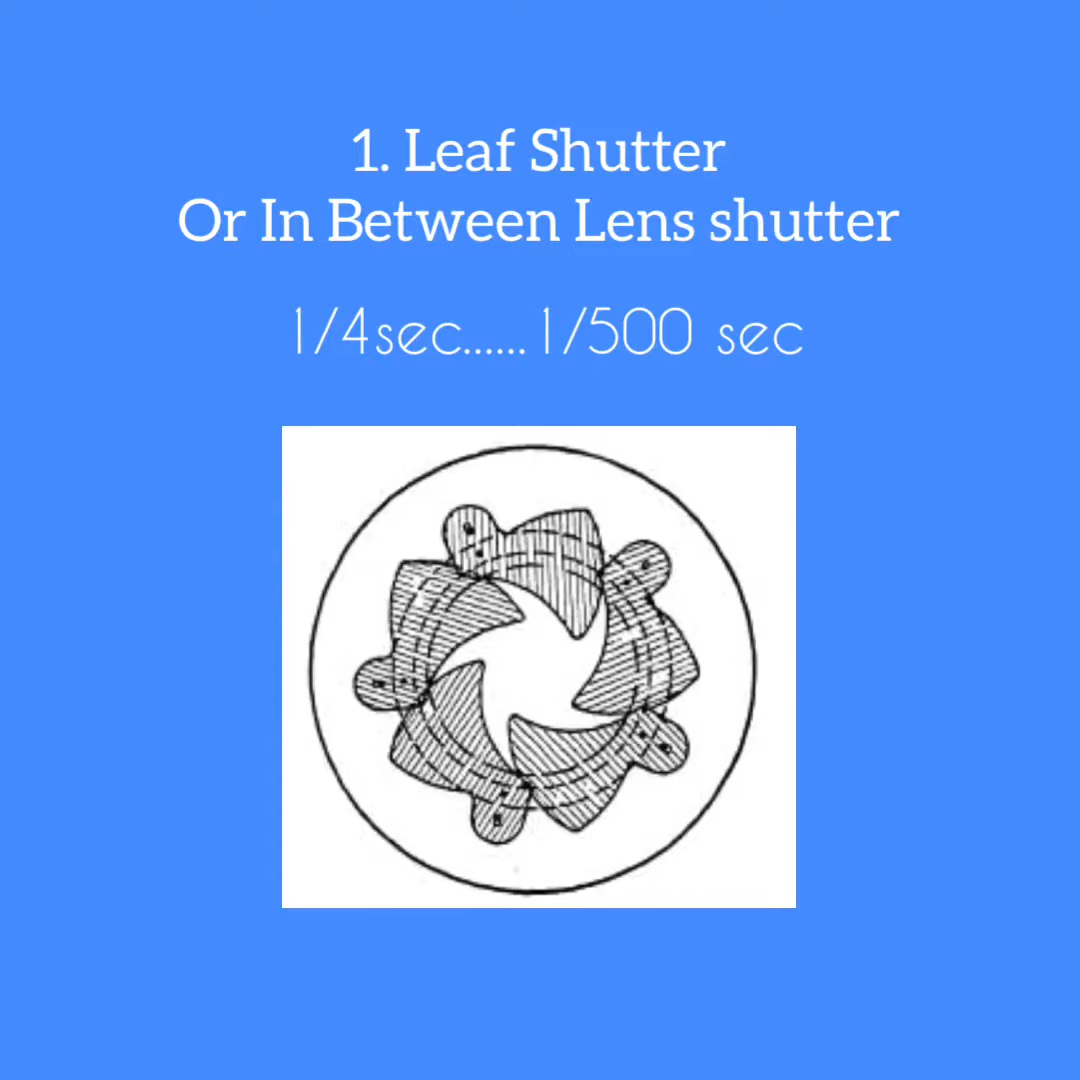 1. Leaf Shutter
Or In Between Lens shutter
1/4sec......1/500 sec